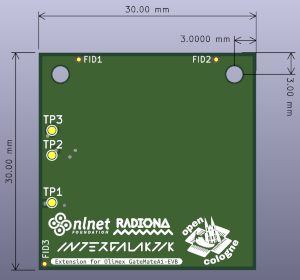 30.00 mm
3.0000 mm
FID1
FID2
3.00 mm
30.00 mm
TP3
TP2
TP1
FID3
nlnet
FOUNDATION
RADIONA
INTERGALAKTIK
open
cologne
Extension for Olimex GateMateA1-EVB